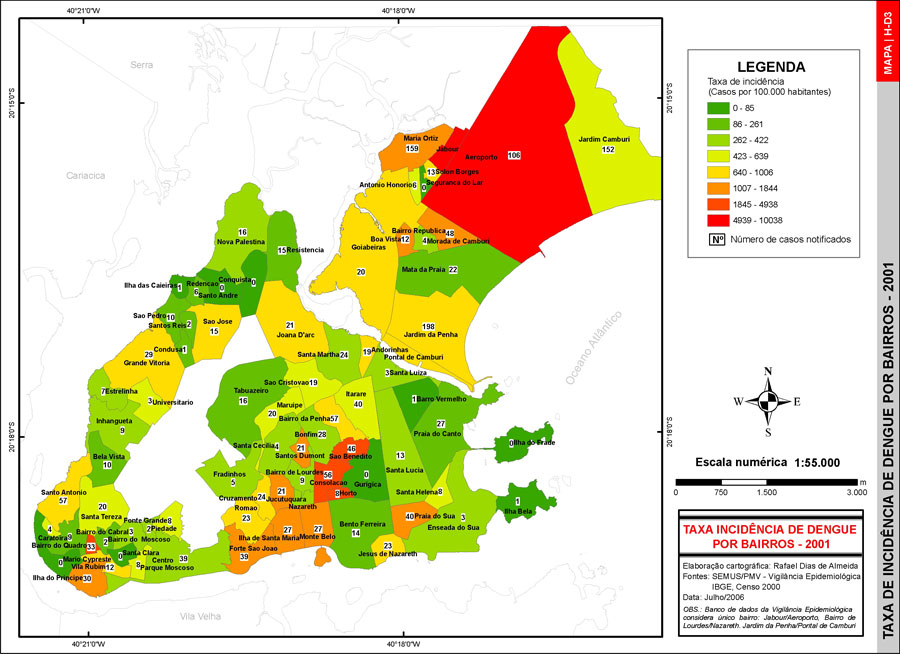 40°21'0"W
40°18'0"W
MAPA | H-D3
TAXA DE INCIDÊNCIA DE DENGUE POR BAIRROS - 2001
20°15'0"S
20°15'0"S
20°18'0"S
20°18'0"S
Serra
Cariacica
Vila Velha
Oceano Atlântico
LEGENDA
Taxa de incidência
(Casos por 100.000 habitantes)
0 - 85
86 - 261
262 - 422
423 - 639
640 - 1006
1007 - 1844
1845 - 4938
4939 - 10038
Nº Número de casos notificados
Maria Ortiz
159
Jabour
Aeroporto
106
Jardim Camburi
152
13 Solon Borges
Antonio Honorio 6
Seguranca do Lar
0
Bairro Republica
48
Boa Vista 12
4 Morada de Camburi
Goiabeiras
20
Mata da Praia 22
16
Nova Palestina
15 Resistencia
Conquista
0
Ilha das Caieiras 1
Redencao
6
0
Santo Andre
Sao Pedro 10
Santos Reis 2
Sao Jose
15
21
Joana D'arc
198
Jardim da Penha
Condusa 1
29
Grande Vitoria
Santa Martha 24
19 Andorinhas
Pontal de Camburi
3 Santa Luiza
7 Estrelinha
3 Universitario
Tabuazeiro
16
Sao Cristovao 19
Itarare
40
1 Barro Vermelho
Maruipe
20
Bairro da Penha 57
Inhangueta
9
27
Praia do Canto
Bonfim 28
Santa Cecilia 4
21
Santos Dumont
46
Sao Benedito
0 Ilha do Frade
Bela Vista
10
13
Santa Lucia
Fradinhos
5
Bairro de Lourdes
9
56
Consolacao
0
Gurigica
Santo Antonio
57
Cruzamento 24
21
Jucutuquara
Nazareth
8 Horto
Santa Helena 8
1
Ilha Bela
20
Santa Tereza
Romao
23
Fonte Grande 8
2 Piedade
40 Praia do Sua
3
Enseada do Sua
4
Caratoira 9
Bairro do Cabral 3
2 Bairro do Moscoso
Bairro do Quadro 33
27
Ilha de Santa Maria
27
Monte Belo
Bento Ferreira
14
0
Mario Cypreste
0 Santa Clara
Centro 39
8 Parque Moscoso
Vila Rubim 12
Forte Sao Joao
39
23
Jesus de Nazareth
Ilha do Principe 30
N
W E
S
Escala numérica 1:55.000
0 750 1.500 3.000 m
TAXA INCIDÊNCIA DE DENGUE
POR BAIRROS - 2001
Elaboração cartográfica: Rafael Dias de Almeida
Fontes: SEMUS/PMV - Vigilância Epidemiológica
IBGE, Censo 2000
Data: Julho/2006
OBS.: Banco de dados da Vigilância Epidemiológica
considera único bairro: Jabour/Aeroporto, Bairro de
Lourdes/Nazareth. Jardim da Penha/Pontal de Camburi
40°21'0"W
40°18'0"W